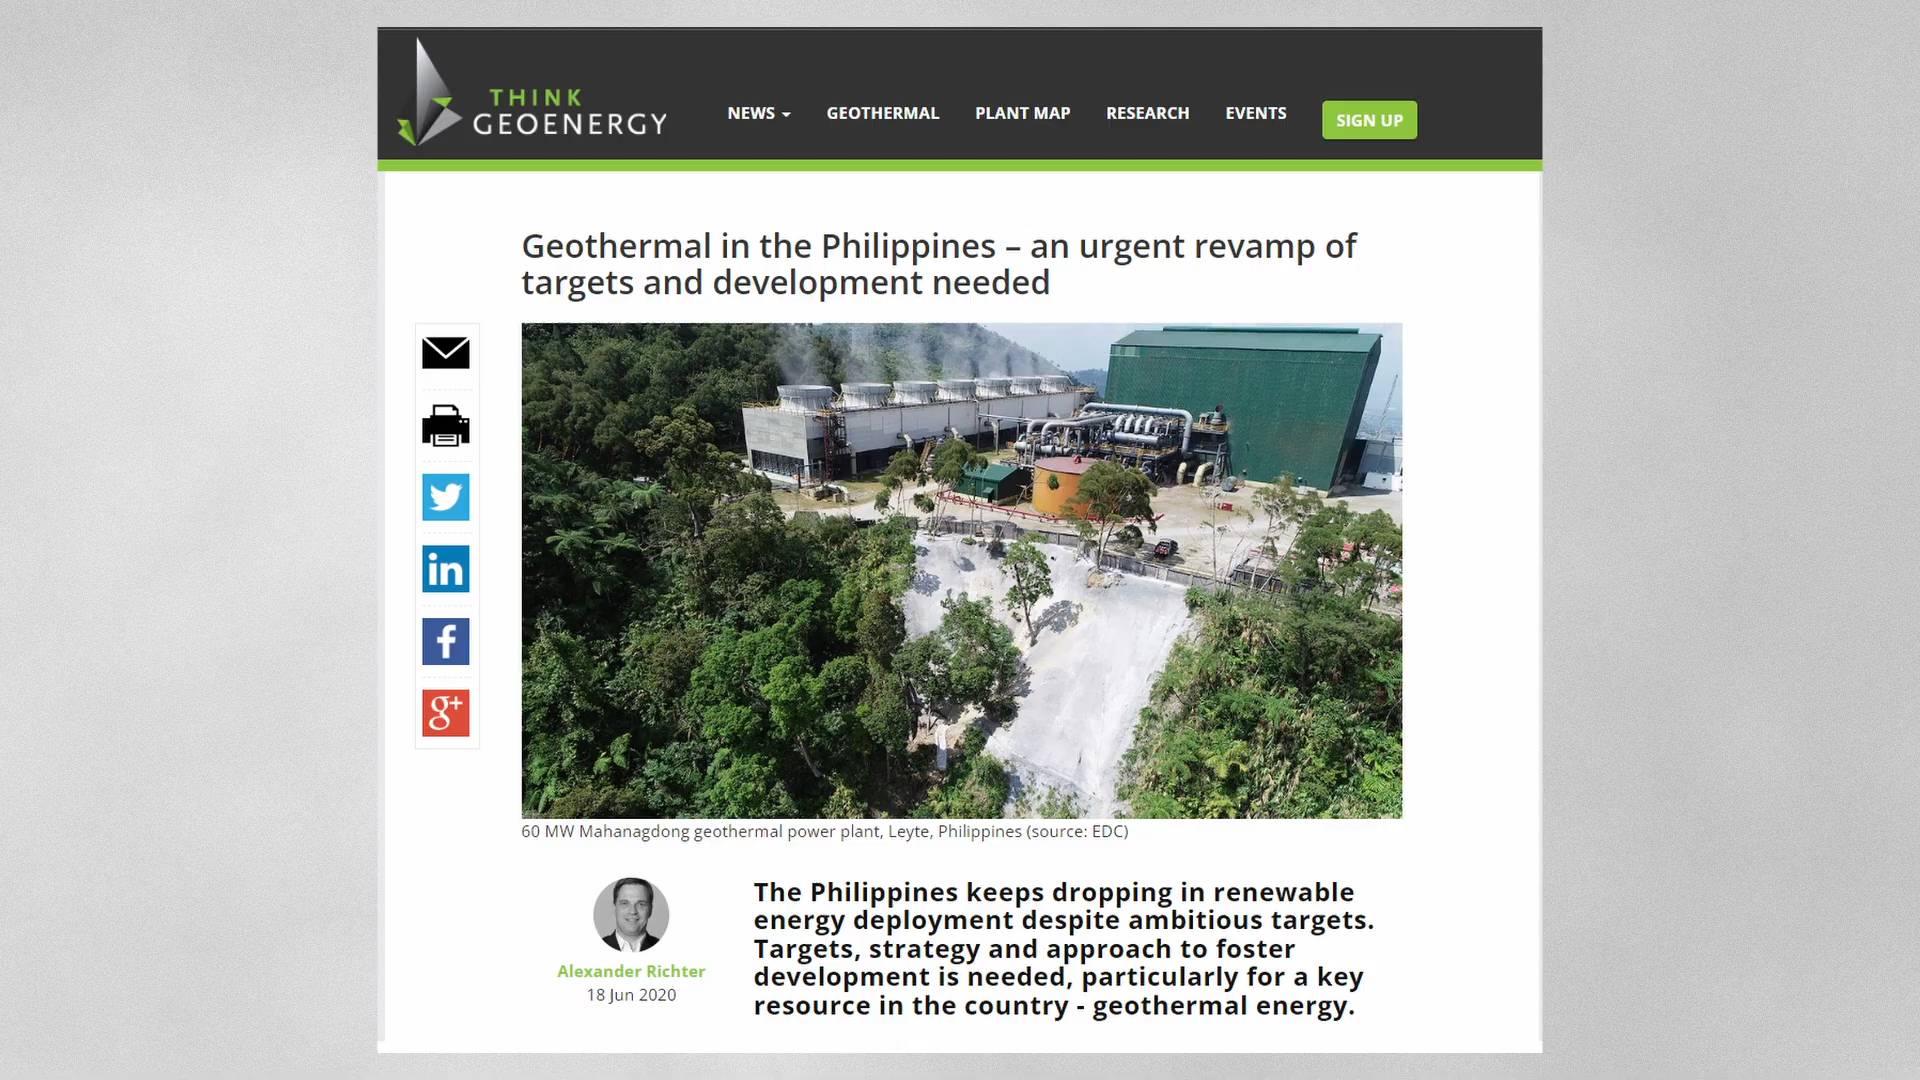 THINK
GEOENERGY
NEWS
GEOTHERMAL
PLANT MAP
RESEARCH
EVENTS
SIGN UP
Geothermal in the Philippines – an urgent revamp of
targets and development needed
in
f
g+
60 MW Mahanagdong geothermal power plant, Leyte, Philippines (source: EDC)
Alexander Richter
18 Jun 2020
The Philippines keeps dropping in renewable
energy deployment despite ambitious targets.
Targets, strategy and approach to foster
development is needed, particularly for a key
resource in the country - geothermal energy.